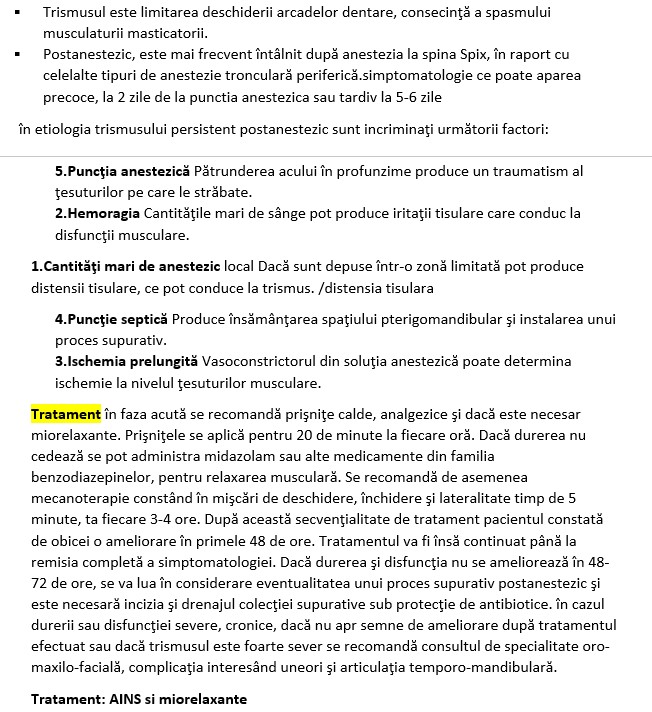 ▪ Trismusul este limitarea deschiderii arcadelor dentare, consecinţă a spasmului
musculaturii masticatorii.
▪ Postanestezic, este mai frecvent întâlnit după anestezia la spina Spix, în raport cu
celelalte tipuri de anestezie tronculară periferică.simptomatologie ce poate aparea
precoce, la 2 zile de la punctia anestezica sau tardiv la 5-6 zile
în etiologia trismusului persistent postanestezic sunt incriminaţi următorii factori:
5.Puncţia anestezică Pătrunderea acului în profunzime produce un traumatism al
ţesuturilor pe care le străbate.
2.Hemoragia Cantităţile mari de sânge pot produce iritaţii tisulare care conduc la
disfuncţii musculare.
1.Cantităţi mari de anestezic local Dacă sunt depuse într-o zonă limitată pot produce
distensii tisulare, ce pot conduce la trismus. /distensia tisulara
4.Puncţie septică Produce însămânţarea spaţiului pterigomandibular şi instalarea unui
proces supurativ.
3.Ischemia prelungită Vasoconstrictorul din soluţia anestezică poate determina
ischemie la nivelul ţesuturilor musculare.
Tratament în faza acută se recomandă prişniţe calde, analgezice şi dacă este necesar
miorelaxante. Prişniţele se aplică pentru 20 de minute la fiecare oră. Dacă durerea nu
cedează se pot administra midazolam sau alte medicamente din familia
benzodiazepinelor, pentru relaxarea musculară. Se recomandă de asemenea
mecanoterapie constând în mişcări de deschidere, închidere şi lateralitate timp de 5
minute, ta fiecare 3-4 ore. După această secvenţialitate de tratament pacientul constată
de obicei o ameliorare în primele 48 de ore. Tratamentul va fi însă continuat până la
remisia completă a simptomatologiei. Dacă durerea şi disfuncţia nu se ameliorează în 48-
72 de ore, se va lua în considerare eventualitatea unui proces supurativ postanestezic şi
este necesară incizia şi drenajul colecţiei supurative sub protecţie de antibiotice. în cazul
durerii sau disfuncţiei severe, cronice, dacă nu apr semne de ameliorare după tratamentul
efectuat sau dacă trismusul este foarte sever se recomandă consultul de specialitate oro-
maxilo-facială, complicaţia interesând uneori şi articulaţia temporo-mandibulară.
Tratament: AINS si miorelaxante